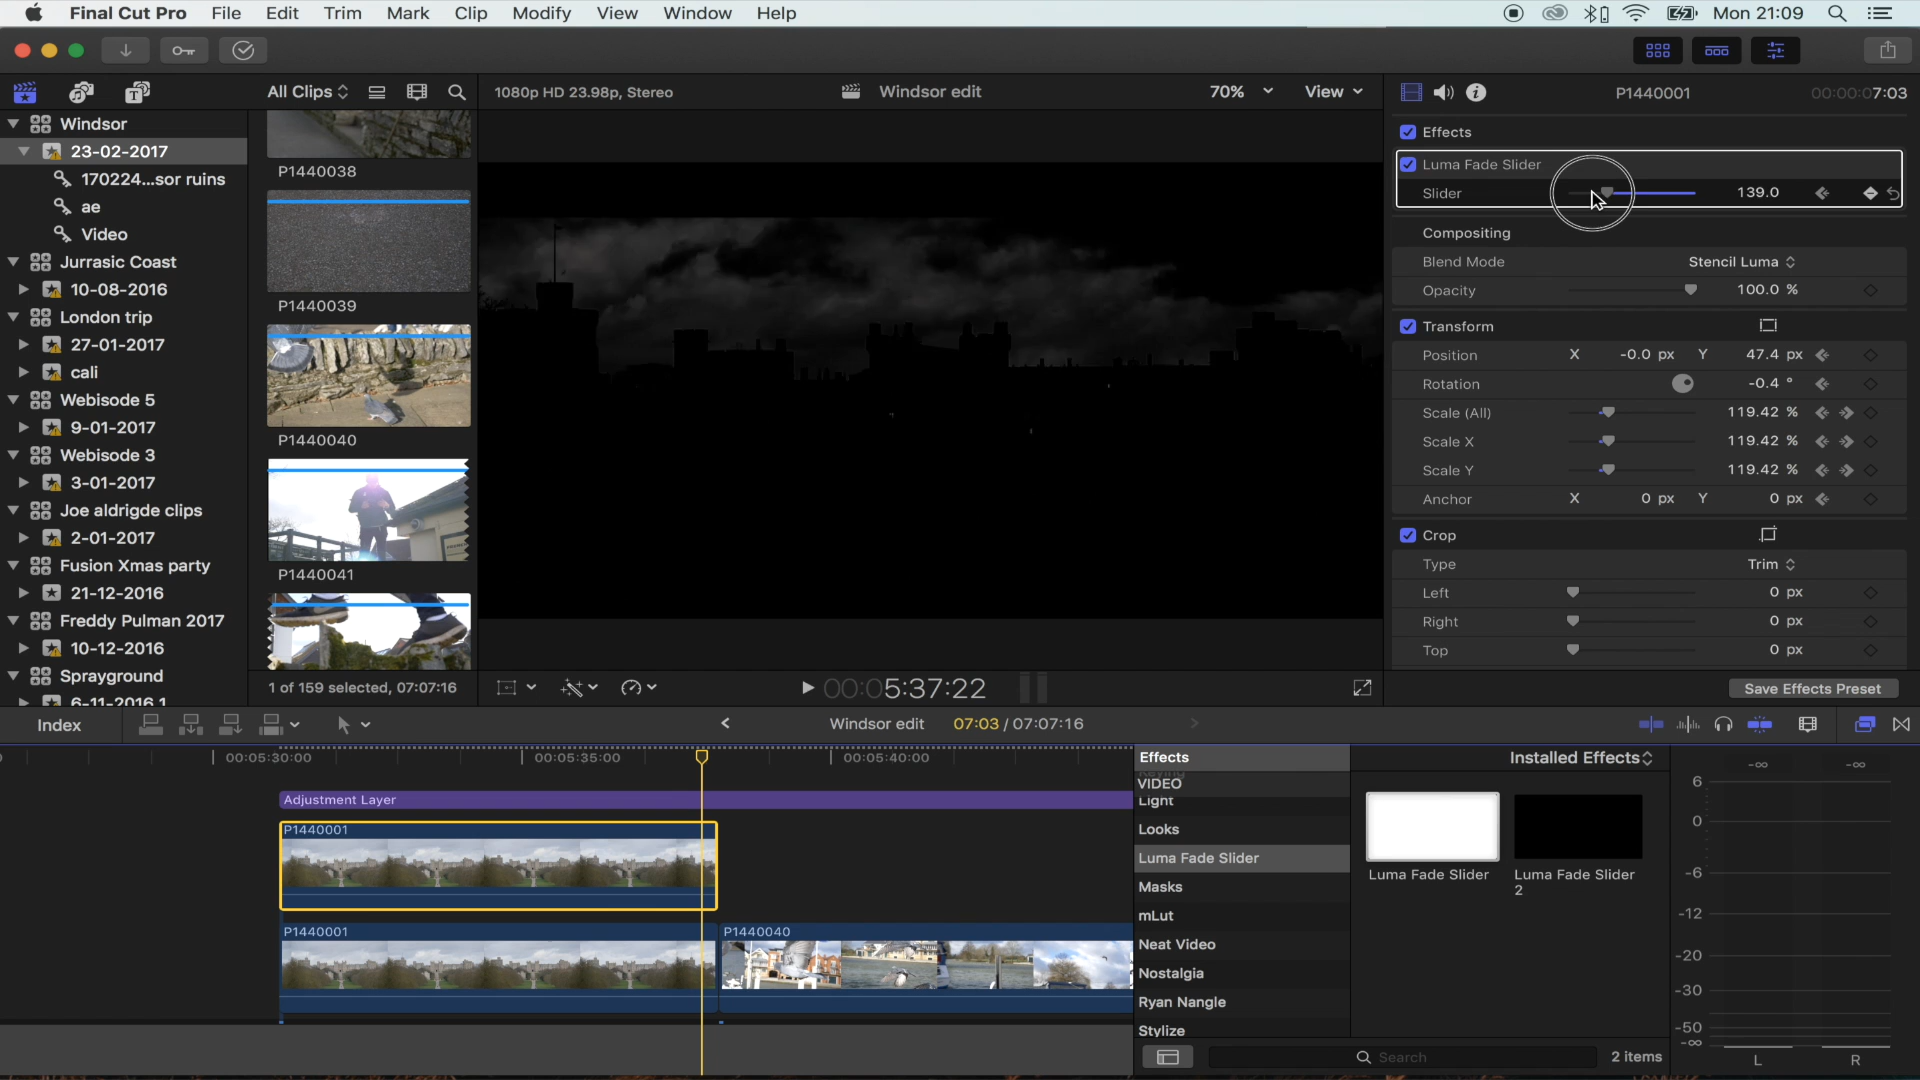 Final Cut Pro File Edit Trim Mark Clip Modify View Window Help Mon 21:09
All Clips 1080p HD 23.98p, Stereo Windsor edit 70% View P1440001 00:00:07:03
Windsor
23-02-2017
170224...sor ruins
ae
Video
Jurrasic Coast
10-08-2016
London trip
27-01-2017
cali
Webisode 5
9-01-2017
Webisode 3
3-01-2017
Joe aldrigde clips
2-01-2017
Fusion Xmas party
21-12-2016
Freddy Pulman 2017
10-12-2016
Sprayground
6-11-2016 1
P1440038
P1440039
P1440040
P1440041
1 of 159 selected, 07:07:16
00:00:05:37:22
Effects
Luma Fade Slider
Slider 139.0
Compositing
Blend Mode Stencil Luma
Opacity 100.0 %
Transform
Position X -0.0 px Y 47.4 px
Rotation -0.4 °
Scale (All) 119.42 %
Scale X 119.42 %
Scale Y 119.42 %
Anchor X 0 px Y 0 px
Crop
Type Trim
Left 0 px
Right 0 px
Top 0 px
Save Effects Preset
Index Windsor edit 07:03 / 07:07:16
00:05:30:00 00:05:35:00 00:05:40:00
Adjustment Layer
P1440001
P1440001 P1440040
Effects Installed Effects
VIDEO
Light
Looks
Luma Fade Slider
Masks
mLut
Neat Video
Nostalgia
Ryan Nangle
Stylize
Luma Fade Slider
Luma Fade Slider
2
Search 2 items
-∞ -∞
6
0
-6
-12
-20
-30
-50
-∞
L R